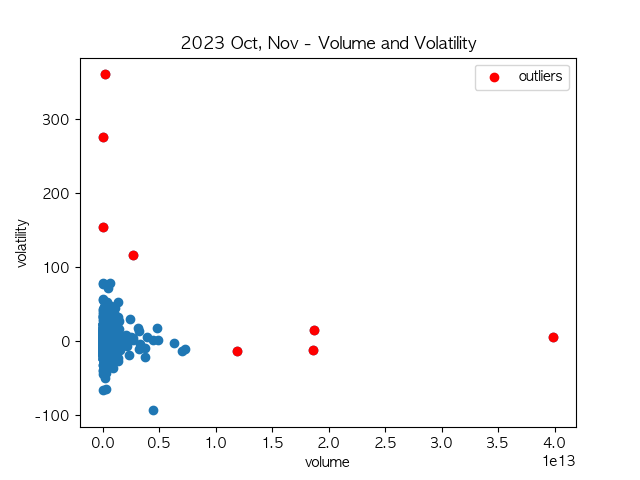 2023 Oct, Nov - Volume and Volatility
outliers
volatility
300
200
100
0
-100
0.0 0.5 1.0 1.5 2.0 2.5 3.0 3.5 4.0
1e13
volume